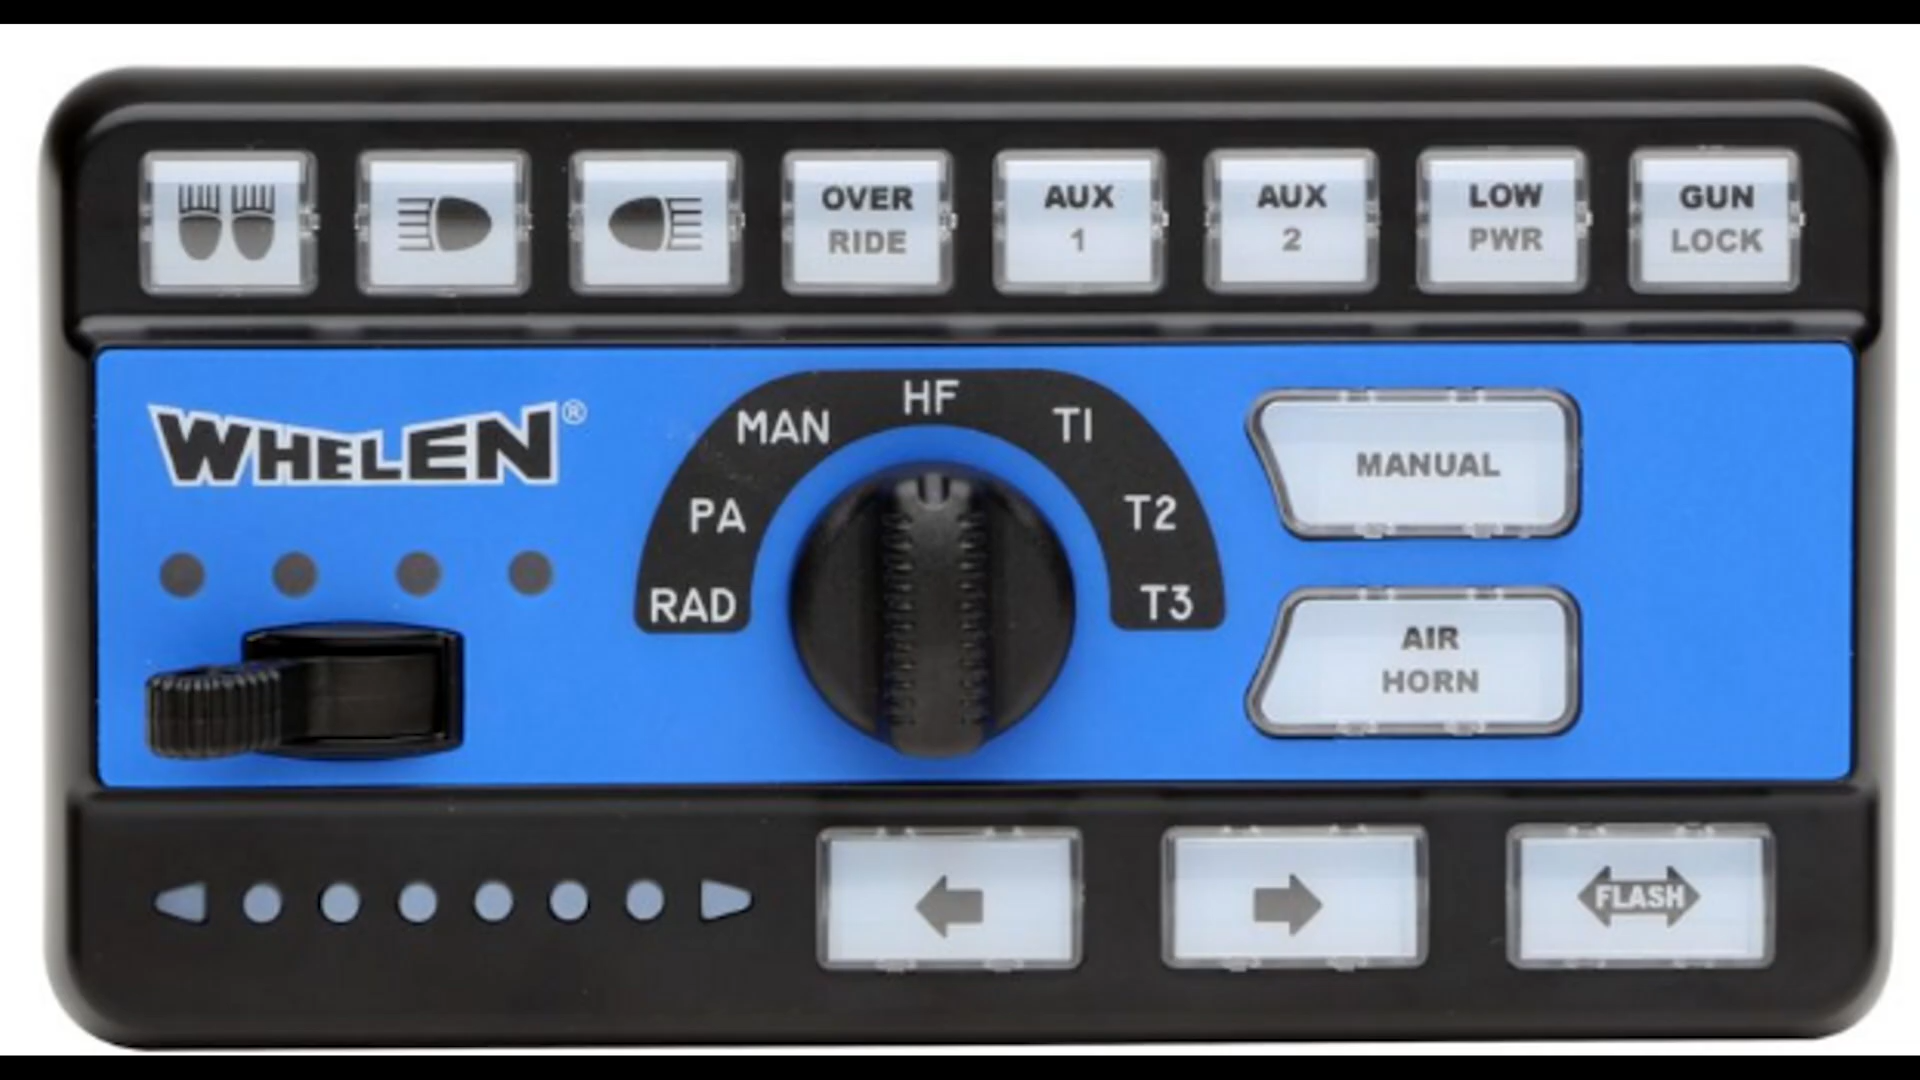 OVER
RIDE
AUX
1
AUX
2
LOW
PWR
GUN
LOCK
WHELEN®
RAD
PA
MAN
HF
T1
T2
T3
MANUAL
AIR
HORN
FLASH